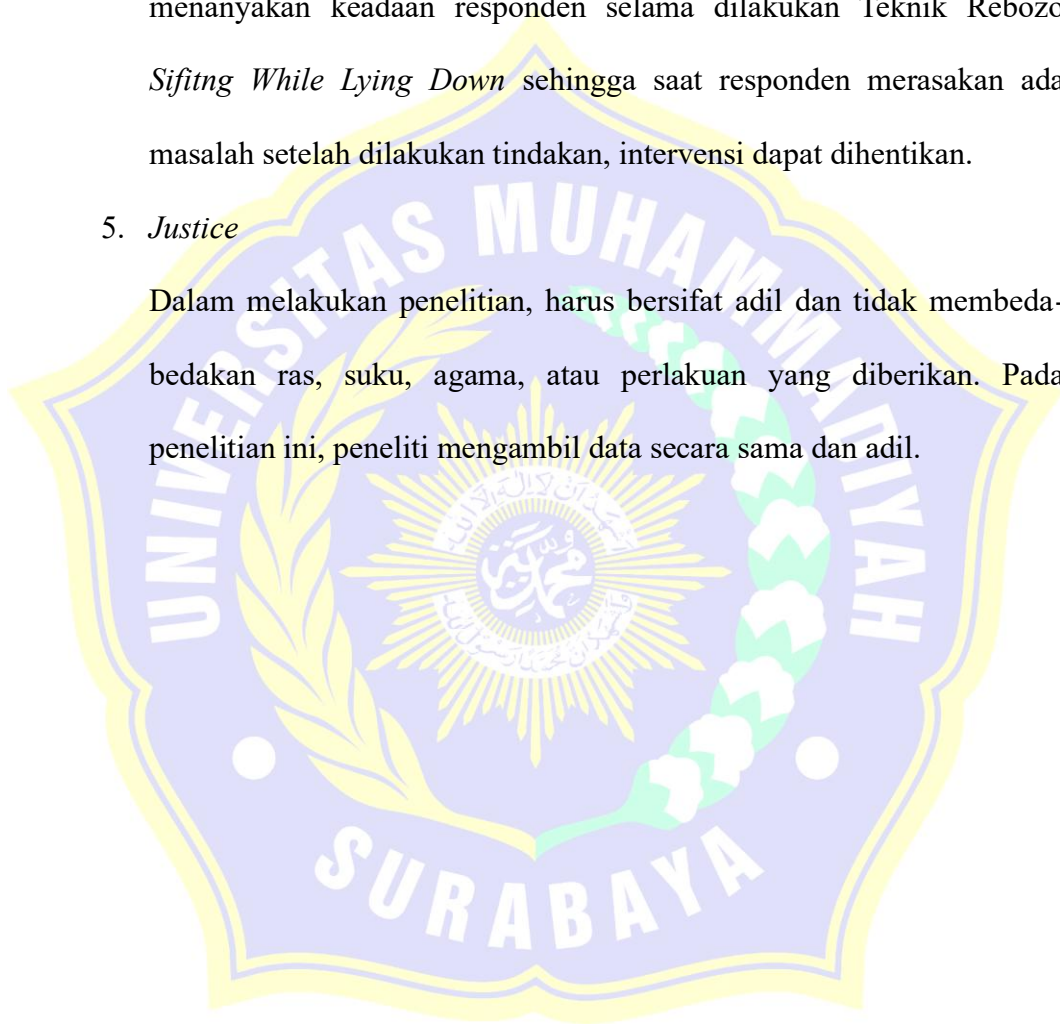 menanyakan keadaan responden selama dilakukan Teknik Rebozo
Sifitng While Lying Down sehingga saat responden merasakan ada
masalah setelah dilakukan tindakan, intervensi dapat dihentikan.
5. Justice
Dalam melakukan penelitian, harus bersifat adil dan tidak membeda-
bedakan ras, suku, agama, atau perlakuan yang diberikan. Pada
penelitian ini, peneliti mengambil data secara sama dan adil.
UNIVERSITAS MUHAMMADIYAH
SURABAYA